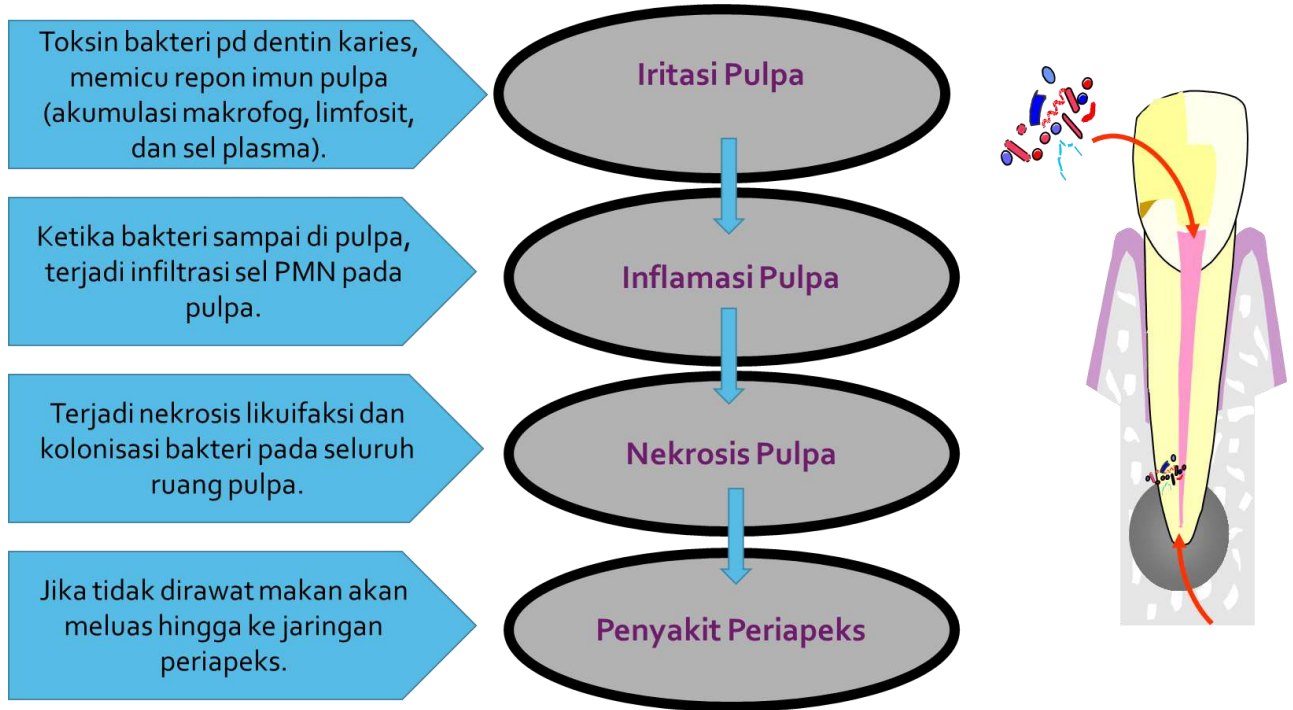 Toksin bakteri pd dentin karies,
memicu repon imun pulpa
(akumulasi makrofog, limfosit,
dan sel plasma).
Iritasi Pulpa
Ketika bakteri sampai di pulpa,
terjadi infiltrasi sel PMN pada
pulpa.
Inflamasi Pulpa
Terjadi nekrosis likuifaksi dan
kolonisasi bakteri pada seluruh
ruang pulpa.
Nekrosis Pulpa
Jika tidak dirawat makan akan
meluas hingga ke jaringan
periapeks.
Penyakit Periapeks